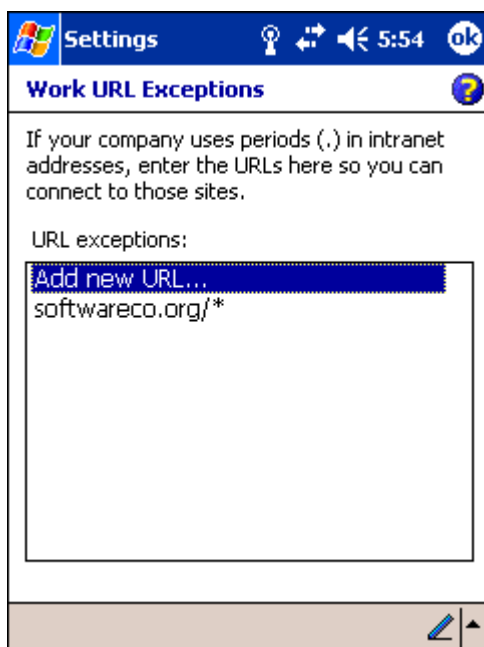 Settings 5:54 ok
Work URL Exceptions ?
If your company uses periods (.) in intranet
addresses, enter the URLs here so you can
connect to those sites.
URL exceptions:
Add new URL...
softwareco.org/*